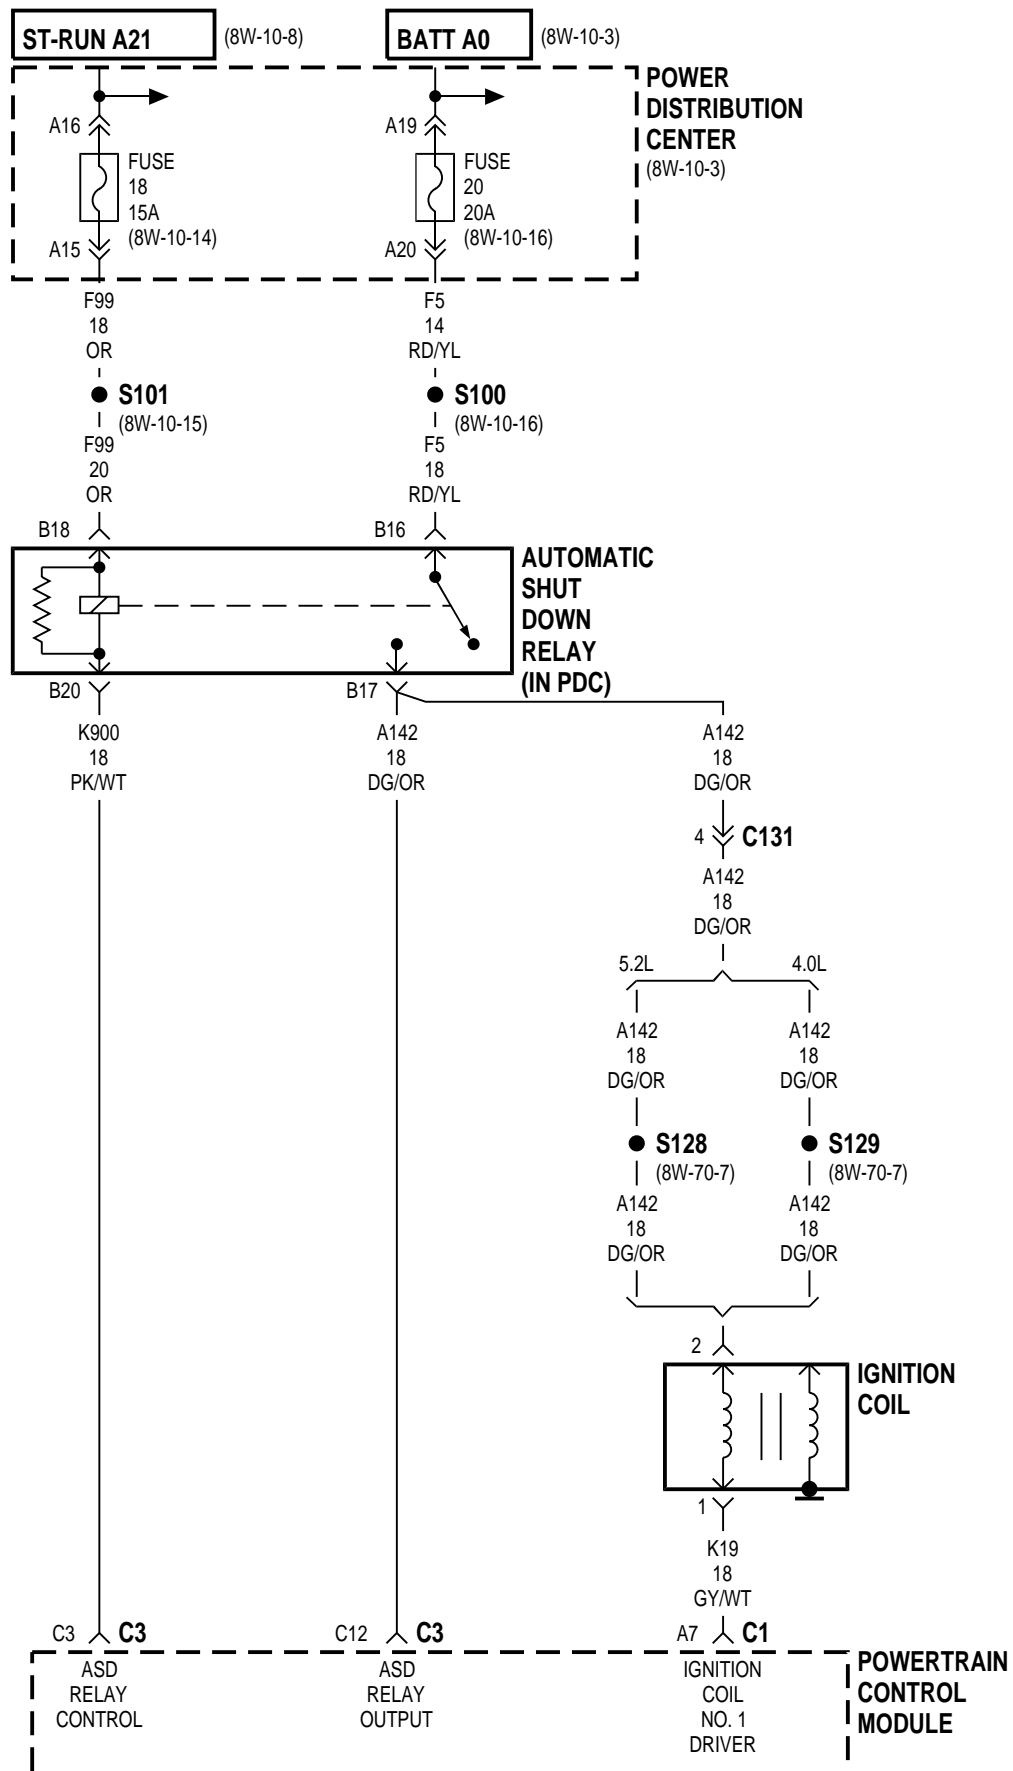 ST-RUN A21
(8W-10-8)
BATT A0
(8W-10-3)
POWER
DISTRIBUTION
CENTER
(8W-10-3)
A16
FUSE
18
15A
(8W-10-14)
A15
A19
FUSE
20
20A
(8W-10-16)
A20
F99
18
OR
S101
(8W-10-15)
F99
20
OR
B18
F5
14
RD/YL
S100
(8W-10-16)
F5
18
RD/YL
B16
AUTOMATIC
SHUT
DOWN
RELAY
(IN PDC)
B20
K900
18
PK/WT
B17
A142
18
DG/OR
A142
18
DG/OR
4
C131
A142
18
DG/OR
5.2L
4.0L
A142
18
DG/OR
S128
(8W-70-7)
A142
18
DG/OR
A142
18
DG/OR
S129
(8W-70-7)
A142
18
DG/OR
2
IGNITION
COIL
1
K19
18
GY/WT
C3
C3
C12
C3
A7
C1
ASD
RELAY
CONTROL
ASD
RELAY
OUTPUT
IGNITION
COIL
NO. 1
DRIVER
POWERTRAIN
CONTROL
MODULE